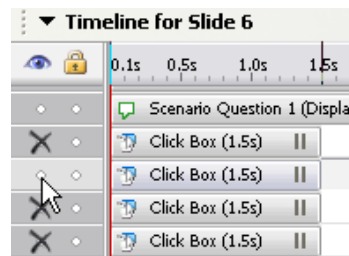 Timeline for Slide 6
0.1s 0.5s 1.0s 1.5s
Scenario Question 1 (Displa
Click Box (1.5s)
Click Box (1.5s)
Click Box (1.5s)
Click Box (1.5s)